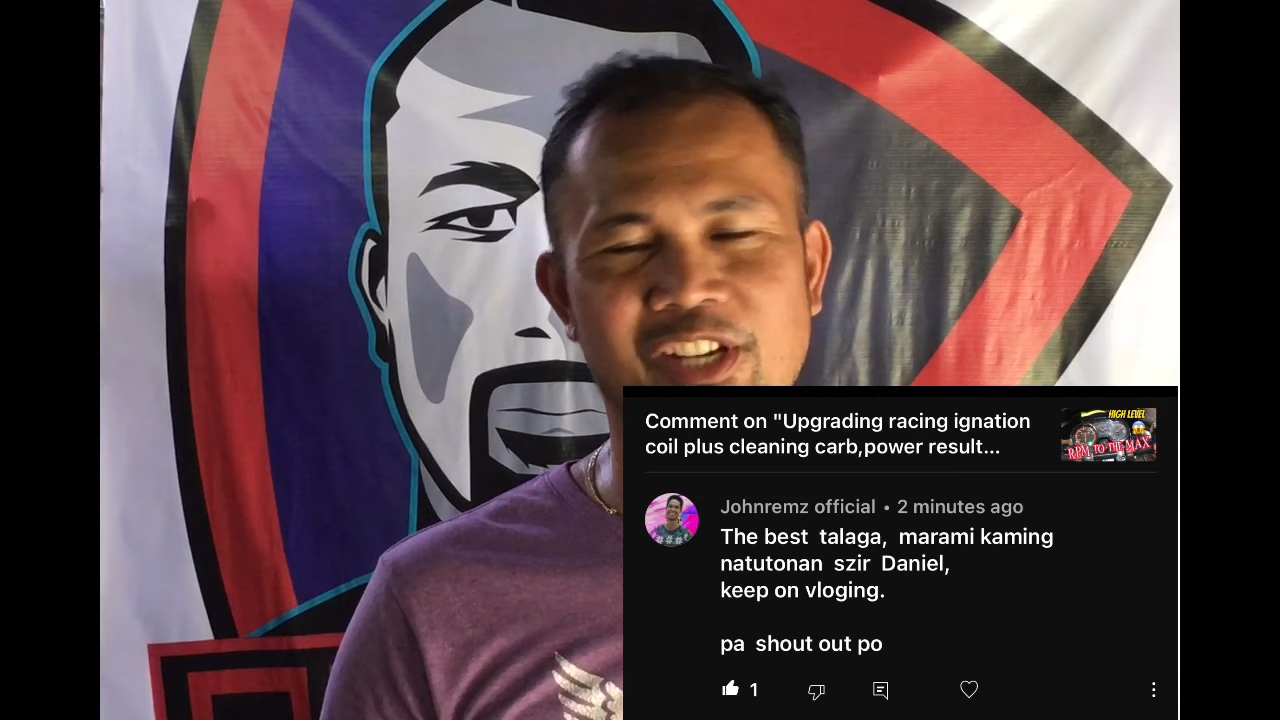 Comment on "Upgrading racing ignation
coil plus cleaning carb,power result...
HIGH LEVEL
RPM TO THE MAX
Johnremz official • 2 minutes ago
The best talaga, marami kaming
natutonan szir Daniel,
keep on vloging.
pa shout out po
1